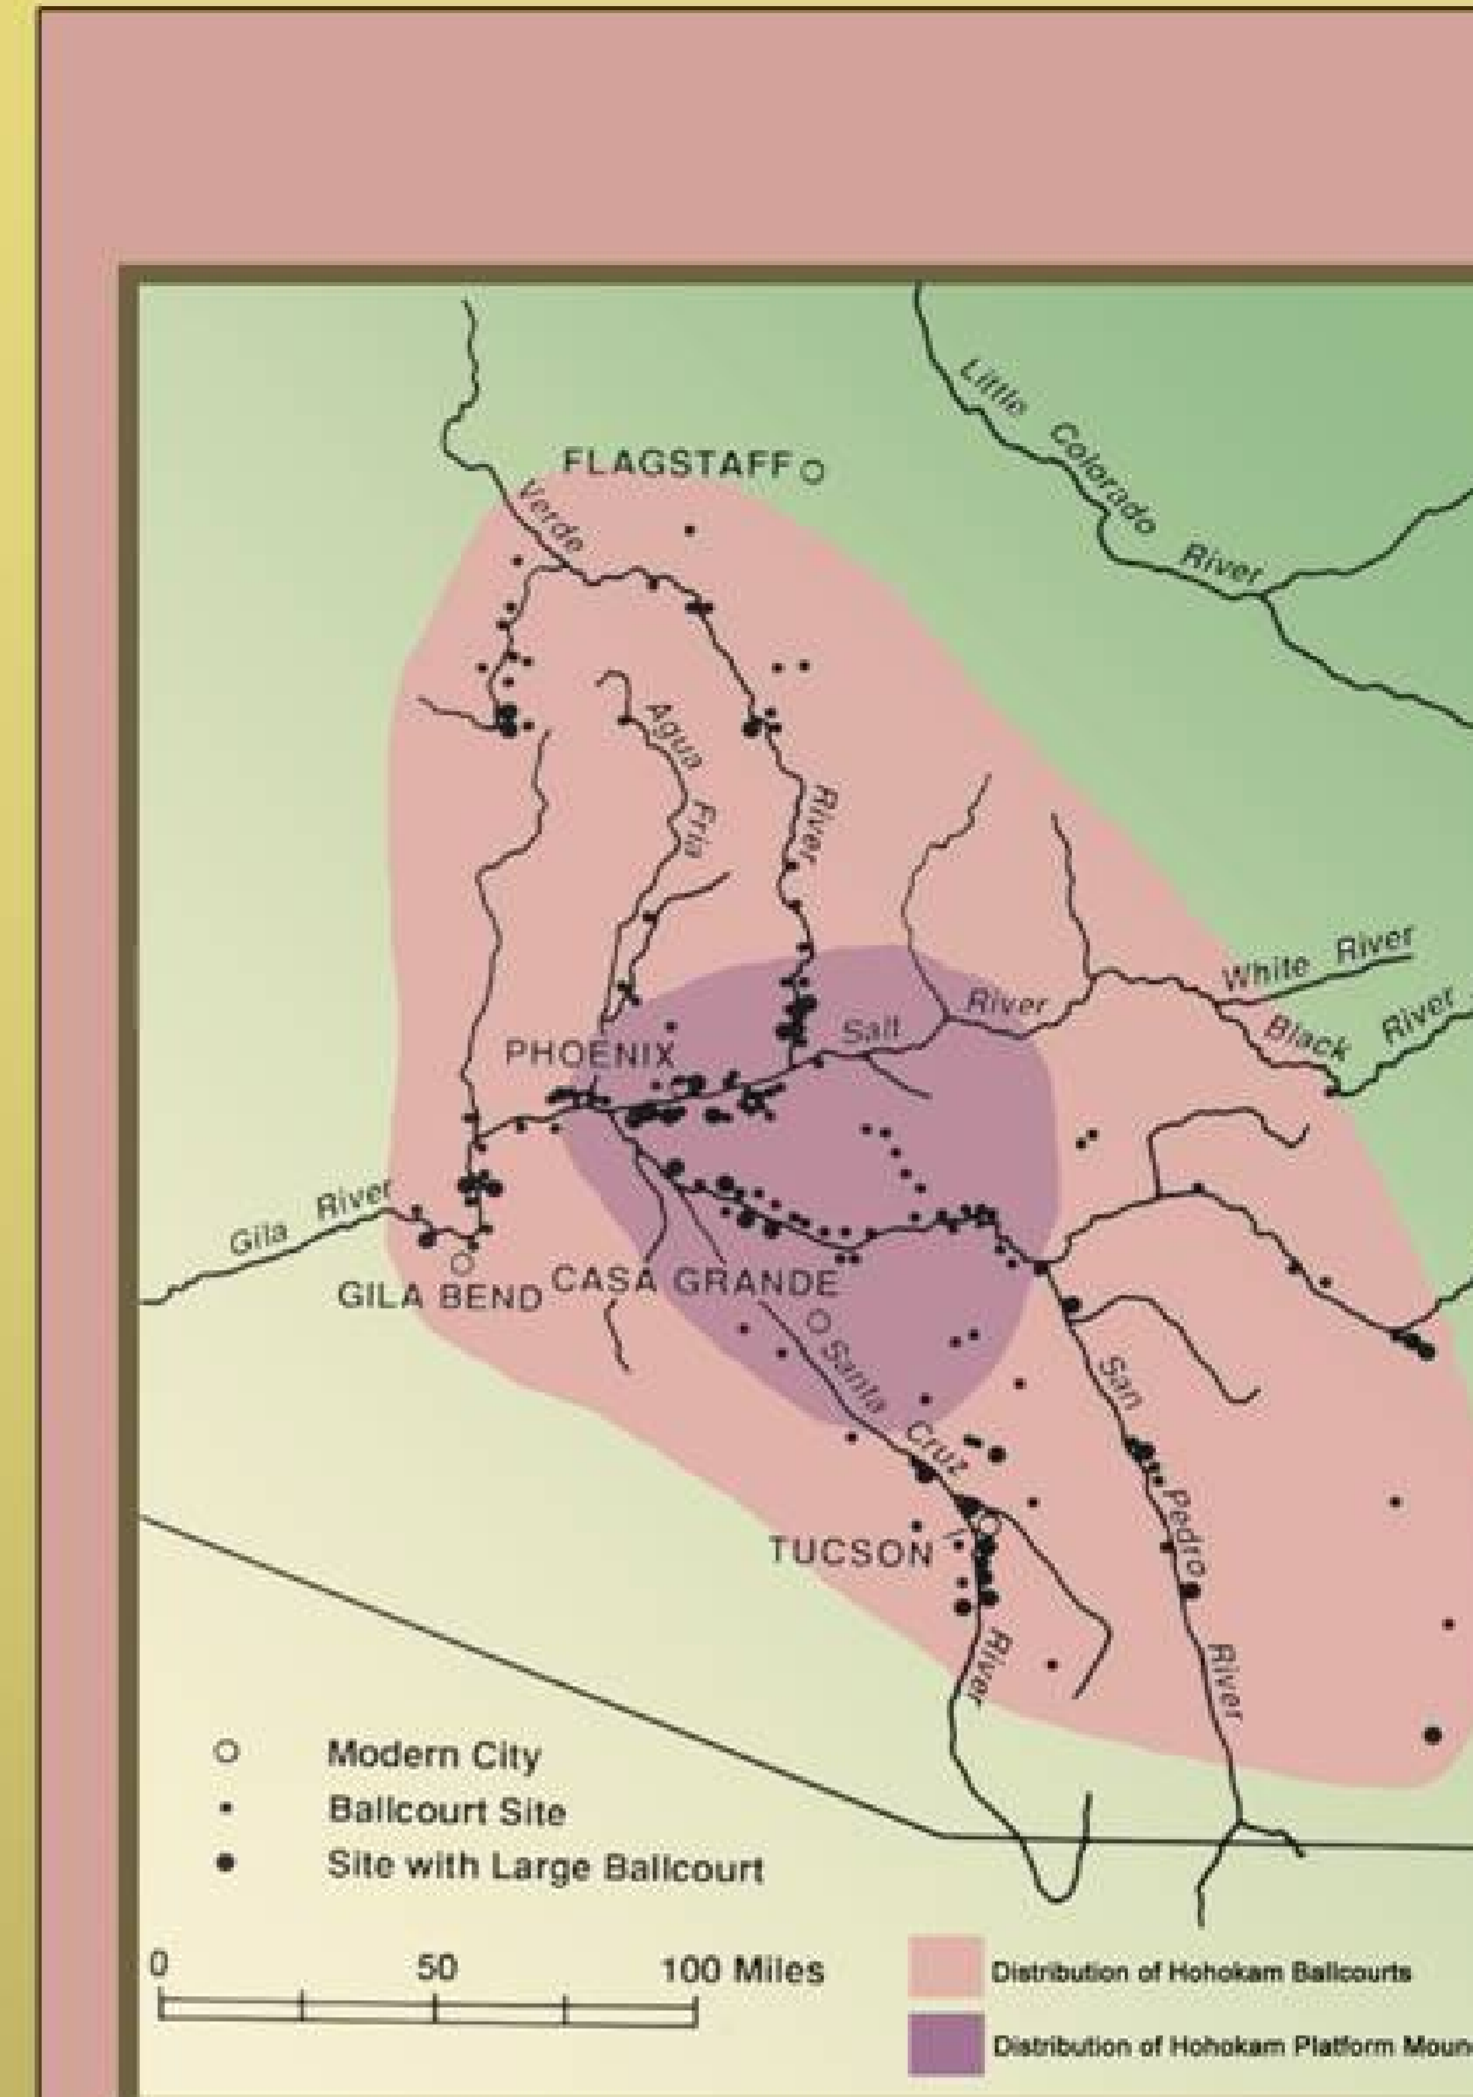 FLAGSTAFF
Little Colorado River
Verde River
Agua Fria
White River
Black River
Salt River
PHOENIX
Gila River
GILA BEND
CASA GRANDE
Santa Cruz River
San Pedro River
TUCSON
Modern City
Ballcourt Site
Site with Large Ballcourt
0 50 100 Miles
Distribution of Hohokam Ballcourts
Distribution of Hohokam Platform